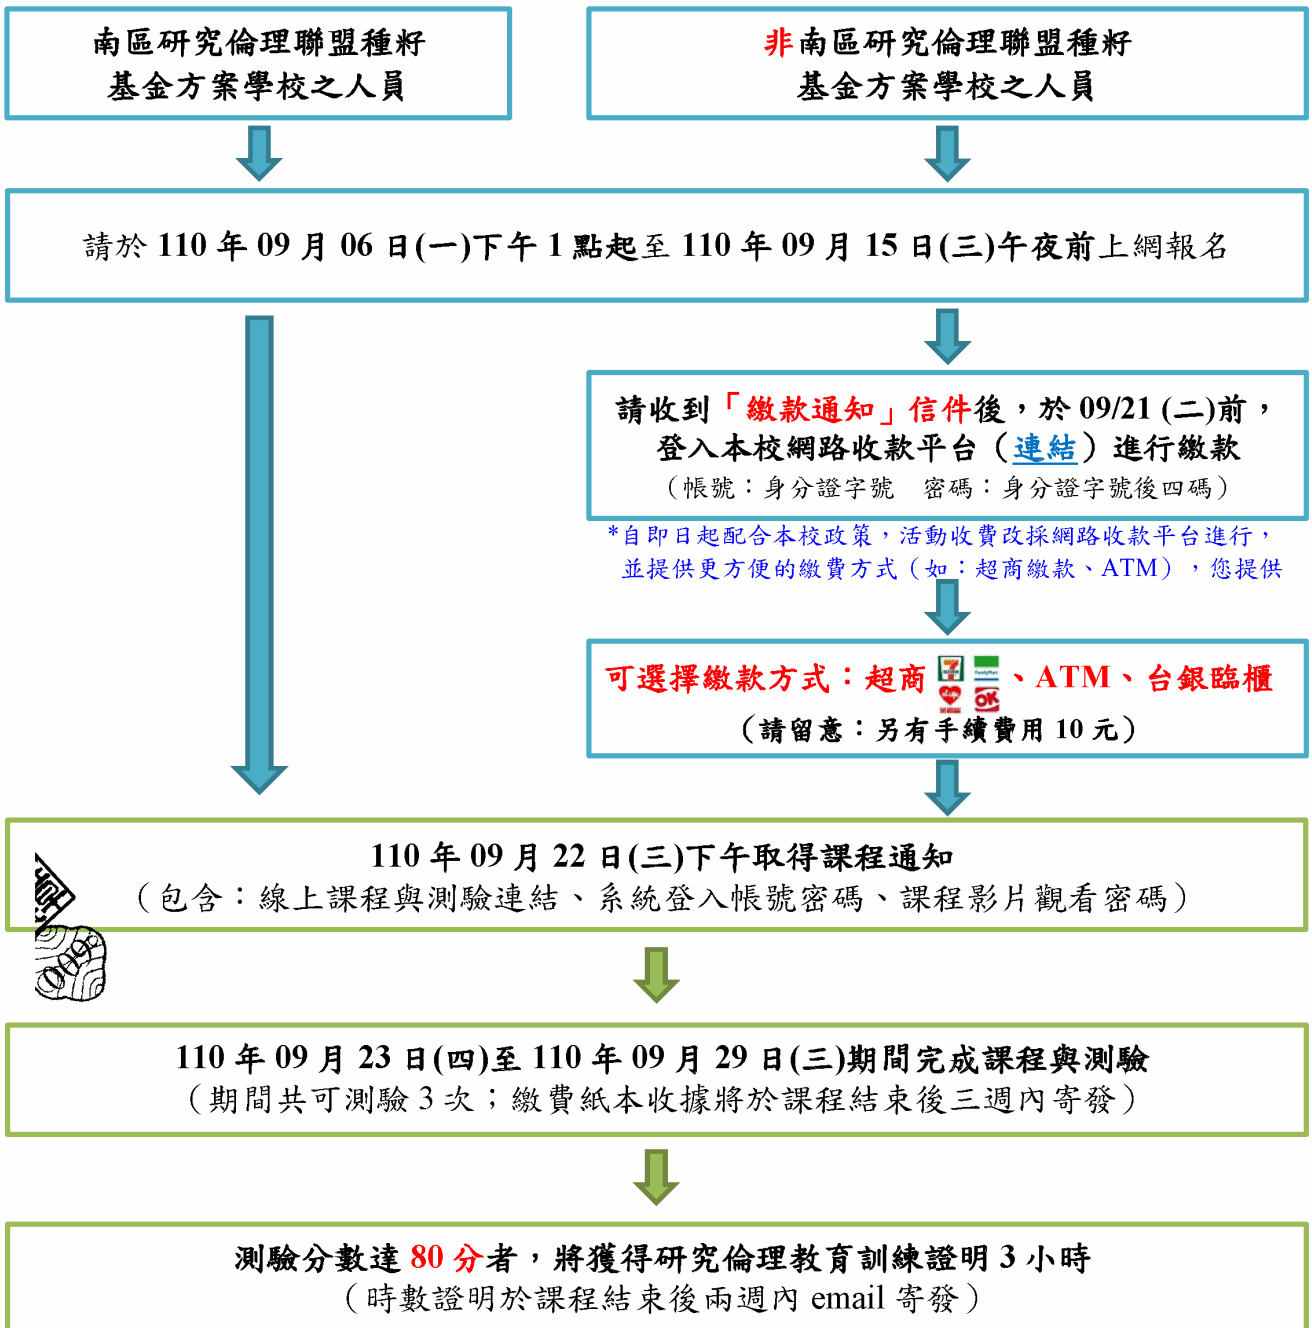 南區研究倫理聯盟種籽
基金方案學校之人員
非南區研究倫理聯盟種籽
基金方案學校之人員
請於 110 年 09 月 06 日(一)下午 1 點起至 110 年 09 月 15 日(三)午夜前上網報名
請收到「繳款通知」信件後，於 09/21 (二)前，
登入本校網路收款平台（連結）進行繳款
（帳號：身分證字號　密碼：身分證字號後四碼）
*自即日起配合本校政策，活動收費改採網路收款平台進行，
並提供更方便的繳費方式（如：超商繳款、ATM），您提供
可選擇繳款方式：超商 7 ELEVEN FamilyMart OK、ATM、台銀臨櫃
（請留意：另有手續費用 10 元）
110 年 09 月 22 日(三)下午取得課程通知
（包含：線上課程與測驗連結、系統登入帳號密碼、課程影片觀看密碼）
009
110 年 09 月 23 日(四)至 110 年 09 月 29 日(三)期間完成課程與測驗
（期間共可測驗 3 次；繳費紙本收據將於課程結束後三週內寄發）
測驗分數達 80 分者，將獲得研究倫理教育訓練證明 3 小時
（時數證明於課程結束後兩週內 email 寄發）